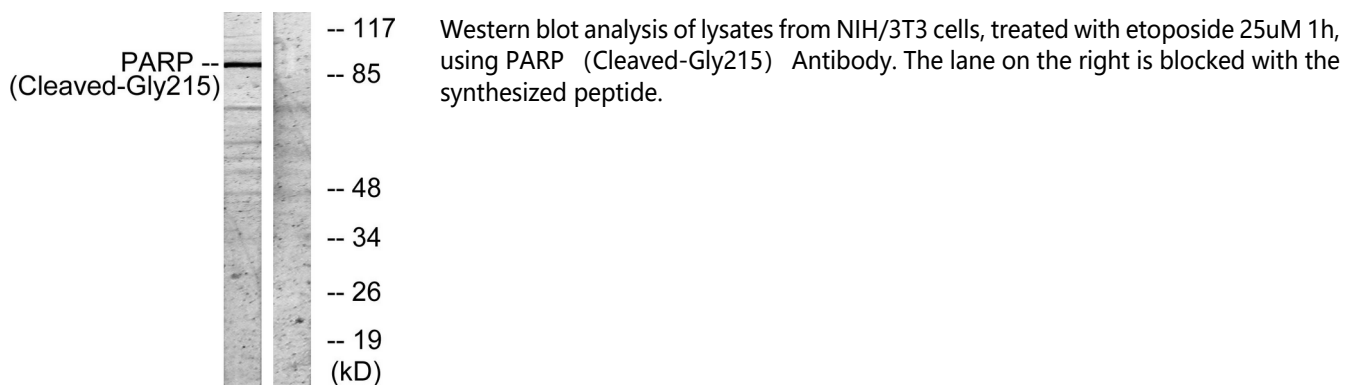 PARP --
(Cleaved-Gly215)
-- 117
-- 85
-- 48
-- 34
-- 26
-- 19
(kD)
Western blot analysis of lysates from NIH/3T3 cells, treated with etoposide 25uM 1h,
using PARP （Cleaved-Gly215） Antibody. The lane on the right is blocked with the
synthesized peptide.